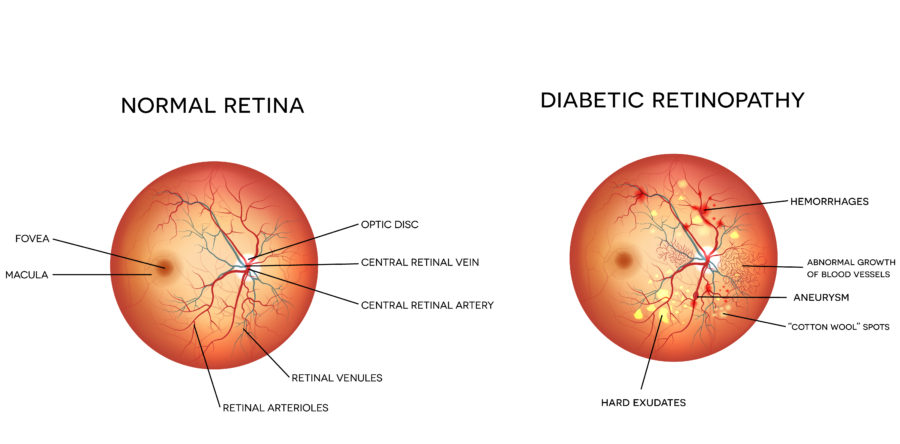 NORMAL RETINA
FOVEA
MACULA
OPTIC DISC
CENTRAL RETINAL VEIN
CENTRAL RETINAL ARTERY
RETINAL VENULES
RETINAL ARTERIOLES
DIABETIC RETINOPATHY
HEMORRHAGES
ABNORMAL GROWTH
OF BLOOD VESSELS
ANEURYSM
"COTTON WOOL" SPOTS
HARD EXUDATES